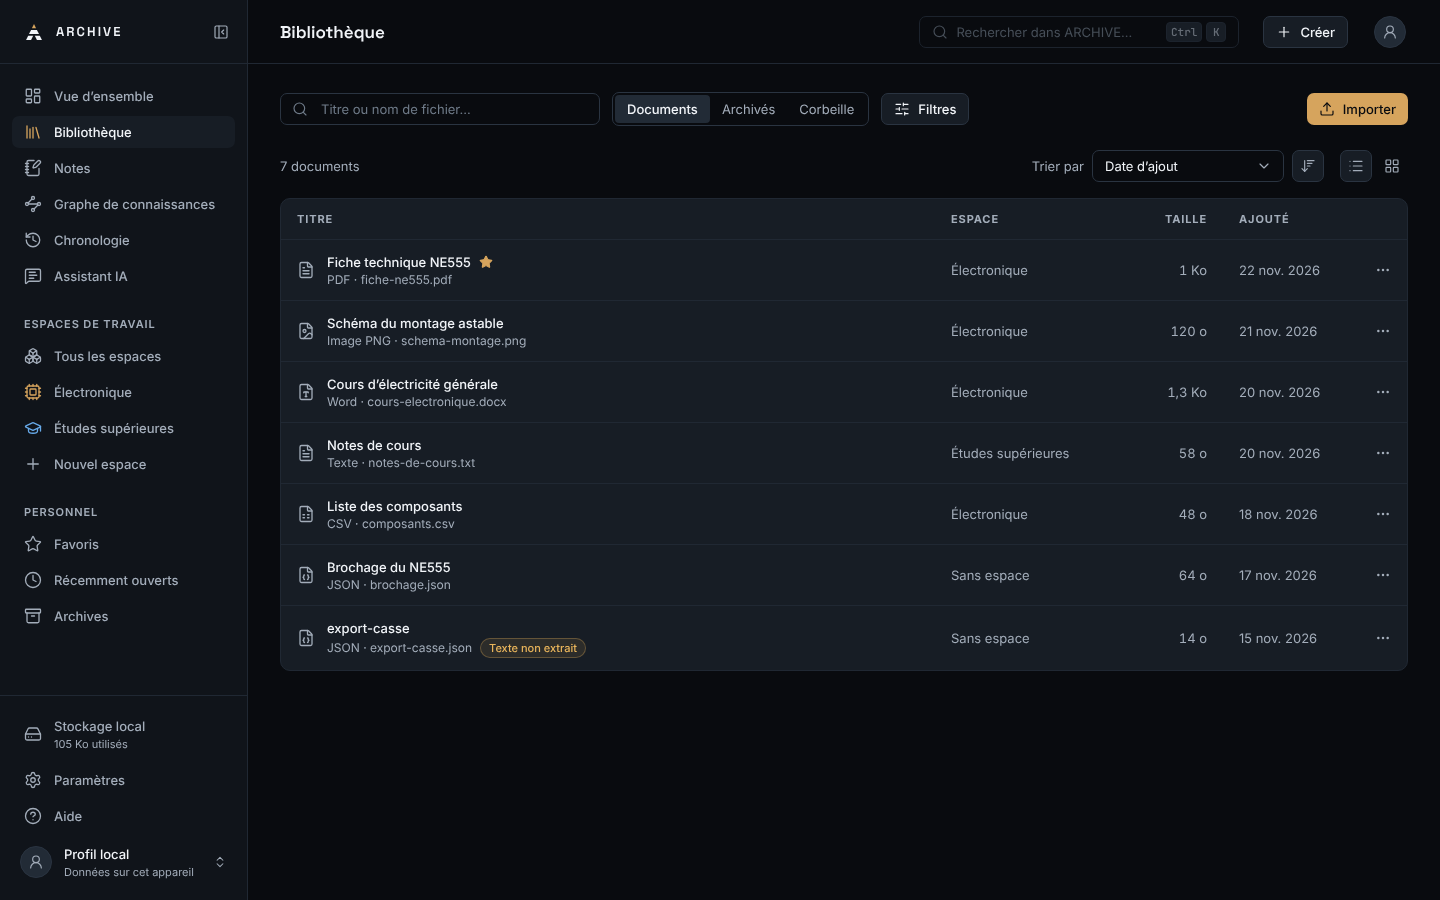 ARCHIVE
Bibliothèque
Rechercher dans ARCHIVE...
Ctrl K
Créer
Vue d’ensemble
Bibliothèque
Notes
Graphe de connaissances
Chronologie
Assistant IA
ESPACES DE TRAVAIL
Tous les espaces
Électronique
Études supérieures
Nouvel espace
PERSONNEL
Favoris
Récemment ouverts
Archives
Stockage local
105 Ko utilisés
Paramètres
Aide
Profil local
Données sur cet appareil
Titre ou nom de fichier...
Documents Archivés Corbeille
Filtres
Importer
7 documents
Trier par Date d’ajout
TITRE ESPACE TAILLE AJOUTÉ
Fiche technique NE555
PDF · fiche-ne555.pdf
Électronique 1 Ko 22 nov. 2026
Schéma du montage astable
Image PNG · schema-montage.png
Électronique 120 o 21 nov. 2026
Cours d’électricité générale
Word · cours-electronique.docx
Électronique 1,3 Ko 20 nov. 2026
Notes de cours
Texte · notes-de-cours.txt
Études supérieures 58 o 20 nov. 2026
Liste des composants
CSV · composants.csv
Électronique 48 o 18 nov. 2026
Brochage du NE555
JSON · brochage.json
Sans espace 64 o 17 nov. 2026
export-casse
JSON · export-casse.json Texte non extrait
Sans espace 14 o 15 nov. 2026